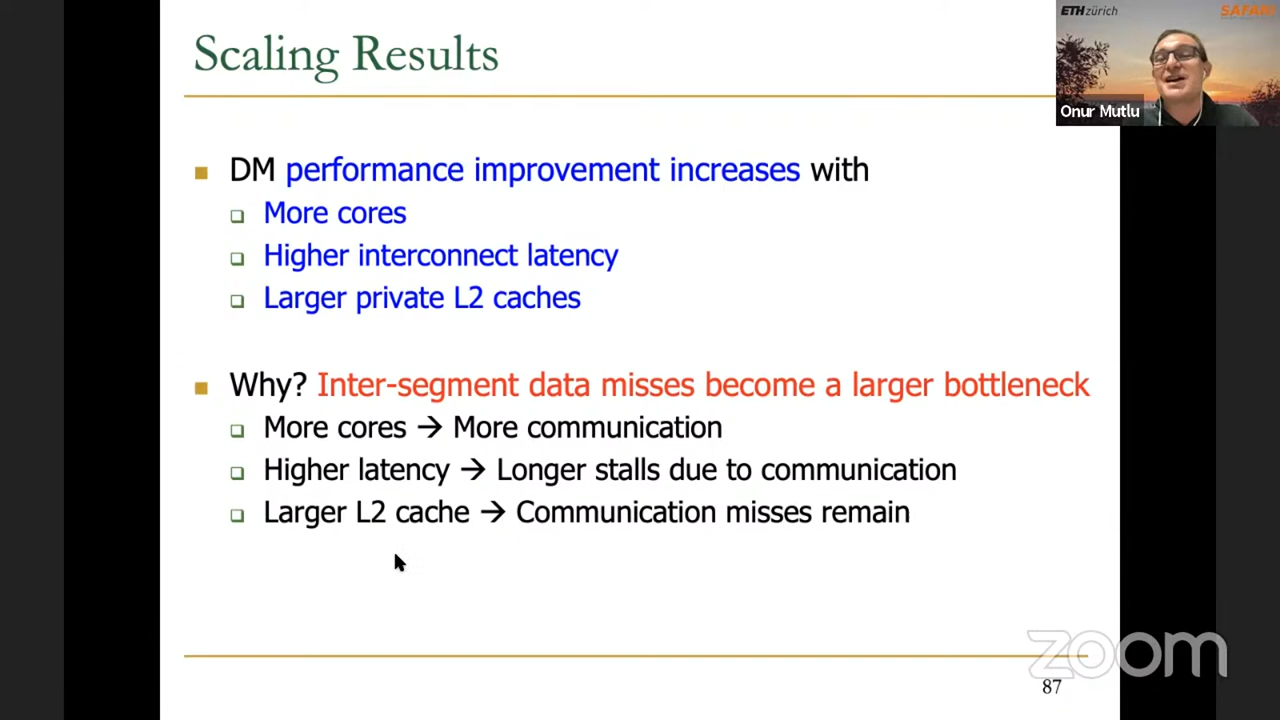 Scaling Results
ETH zürich
SAFARI
Onur Mutlu
DM performance improvement increases with
More cores
Higher interconnect latency
Larger private L2 caches
Why? Inter-segment data misses become a larger bottleneck
More cores → More communication
Higher latency → Longer stalls due to communication
Larger L2 cache → Communication misses remain
zoom
87